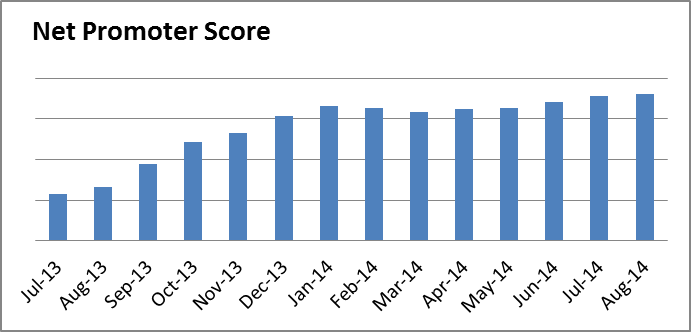 Net Promoter Score
Jul-13
Aug-13
Sep-13
Oct-13
Nov-13
Dec-13
Jan-14
Feb-14
Mar-14
Apr-14
May-14
Jun-14
Jul-14
Aug-14